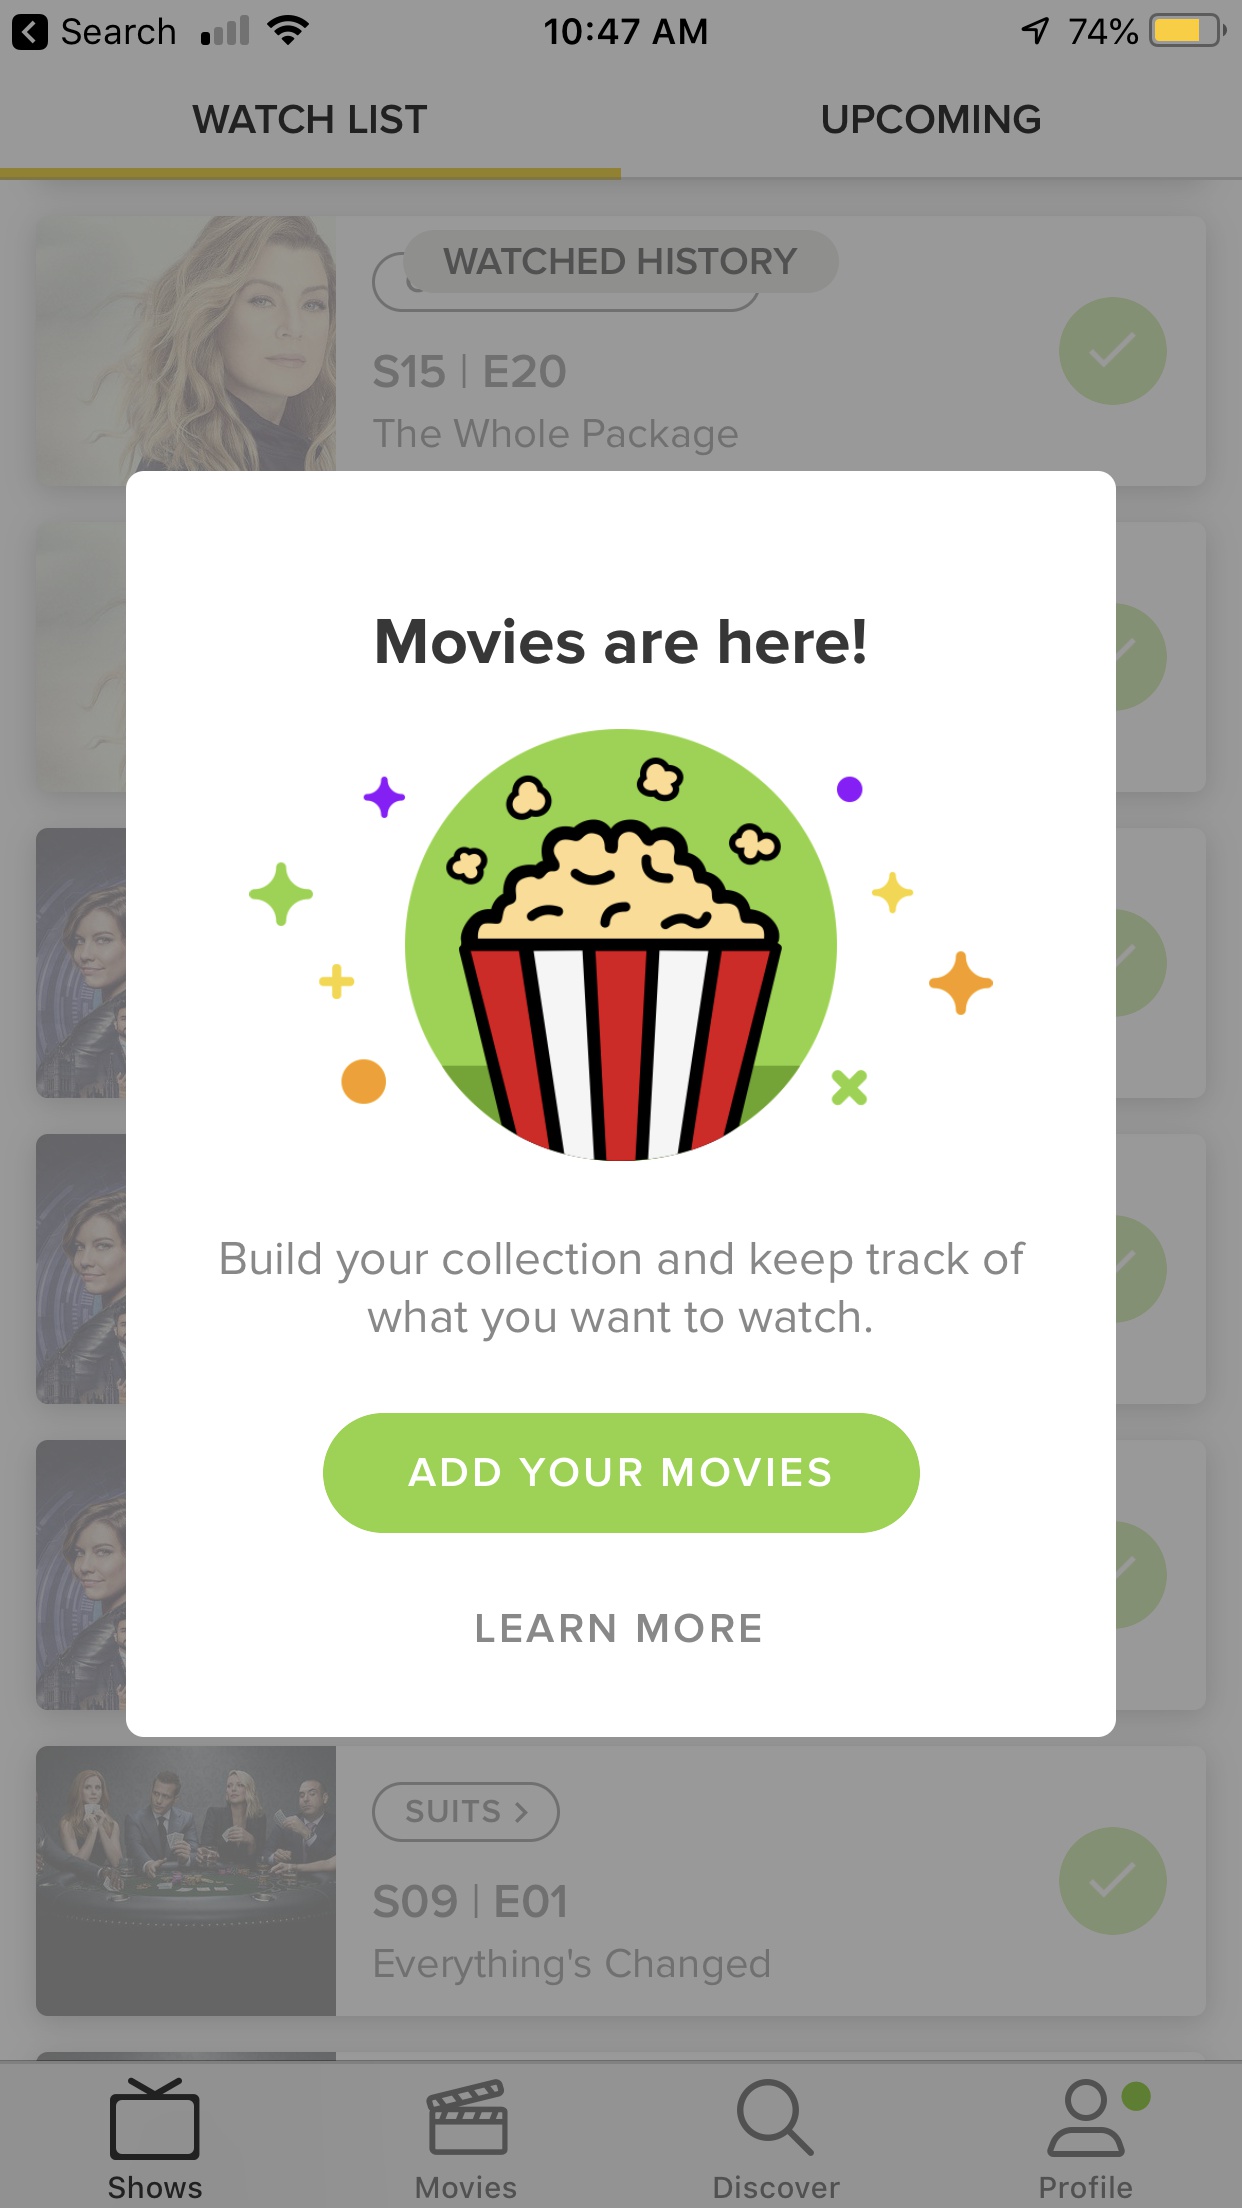 Search
10:47 AM
74%
WATCH LIST
UPCOMING
WATCHED HISTORY
S15 | E20
The Whole Package
Movies are here!
Build your collection and keep track of
what you want to watch.
ADD YOUR MOVIES
LEARN MORE
SUITS >
S09 | E01
Everything's Changed
Shows
Movies
Discover
Profile